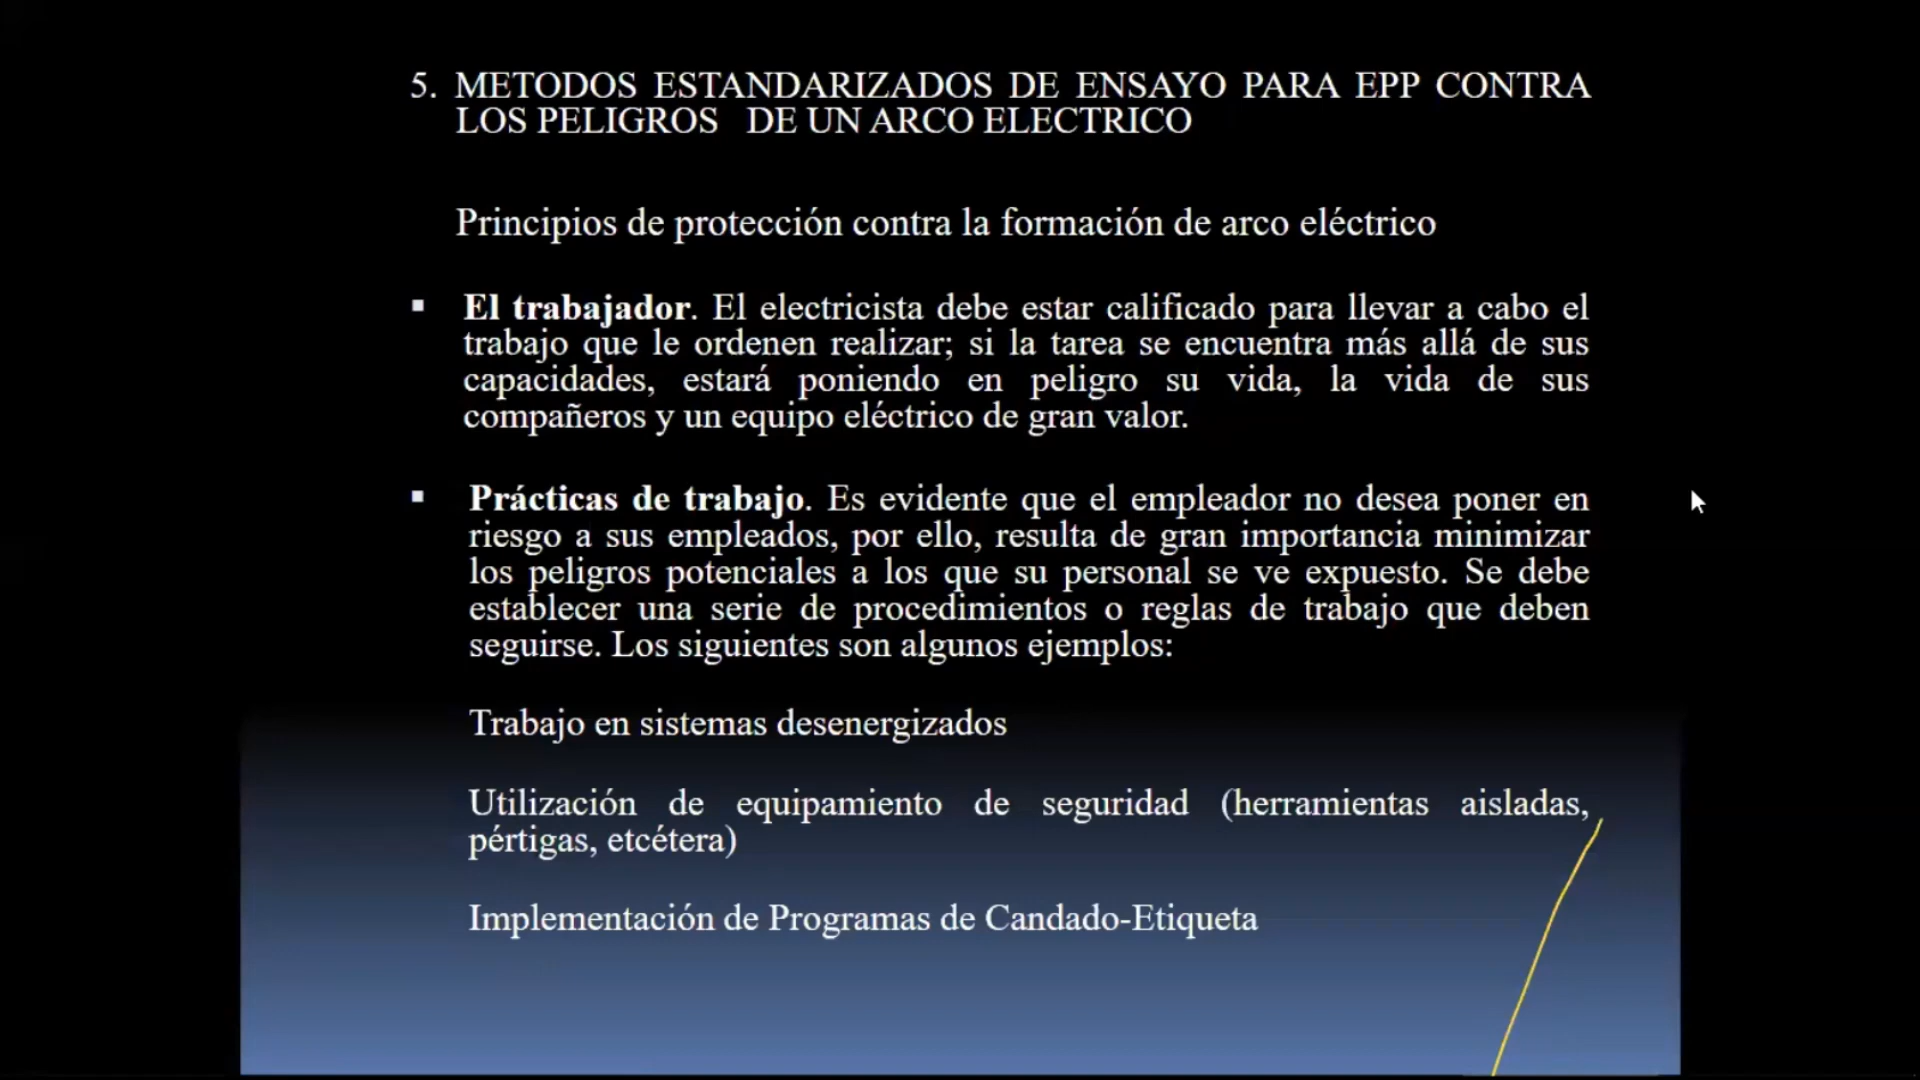 5. METODOS ESTANDARIZADOS DE ENSAYO PARA EPP CONTRA
LOS PELIGROS DE UN ARCO ELECTRICO
Principios de protección contra la formación de arco eléctrico
▪ El trabajador. El electricista debe estar calificado para llevar a cabo el
trabajo que le ordenen realizar; si la tarea se encuentra más allá de sus
capacidades, estará poniendo en peligro su vida, la vida de sus
compañeros y un equipo eléctrico de gran valor.
▪ Prácticas de trabajo. Es evidente que el empleador no desea poner en
riesgo a sus empleados, por ello, resulta de gran importancia minimizar
los peligros potenciales a los que su personal se ve expuesto. Se debe
establecer una serie de procedimientos o reglas de trabajo que deben
seguirse. Los siguientes son algunos ejemplos:
Trabajo en sistemas desenergizados
Utilización de equipamiento de seguridad (herramientas aisladas,
pértigas, etcétera)
Implementación de Programas de Candado-Etiqueta